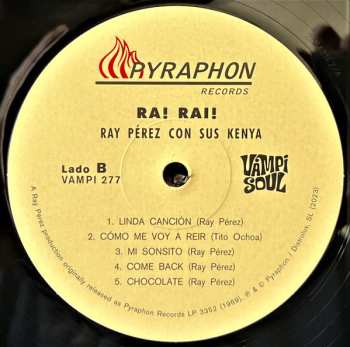 PYRAPHON
RECORDS
RA! RAI!
RAY PÉREZ CON SUS KENYA
Lado B
VAMPI 277
VAMPI
SOUL
1. LINDA CANCIÓN (Ray Pérez)
2. CÓMO ME VOY A REIR (Tito Ochoa)
3. MI SONSITO (Ray Pérez)
4. COME BACK (Ray Pérez)
5. CHOCOLATE (Ray Pérez)
A Ray Pérez production originally released as Pyraphon Records LP 3352 (1969). ℗ & © Pyraphon / Distrolux, SL (2023)